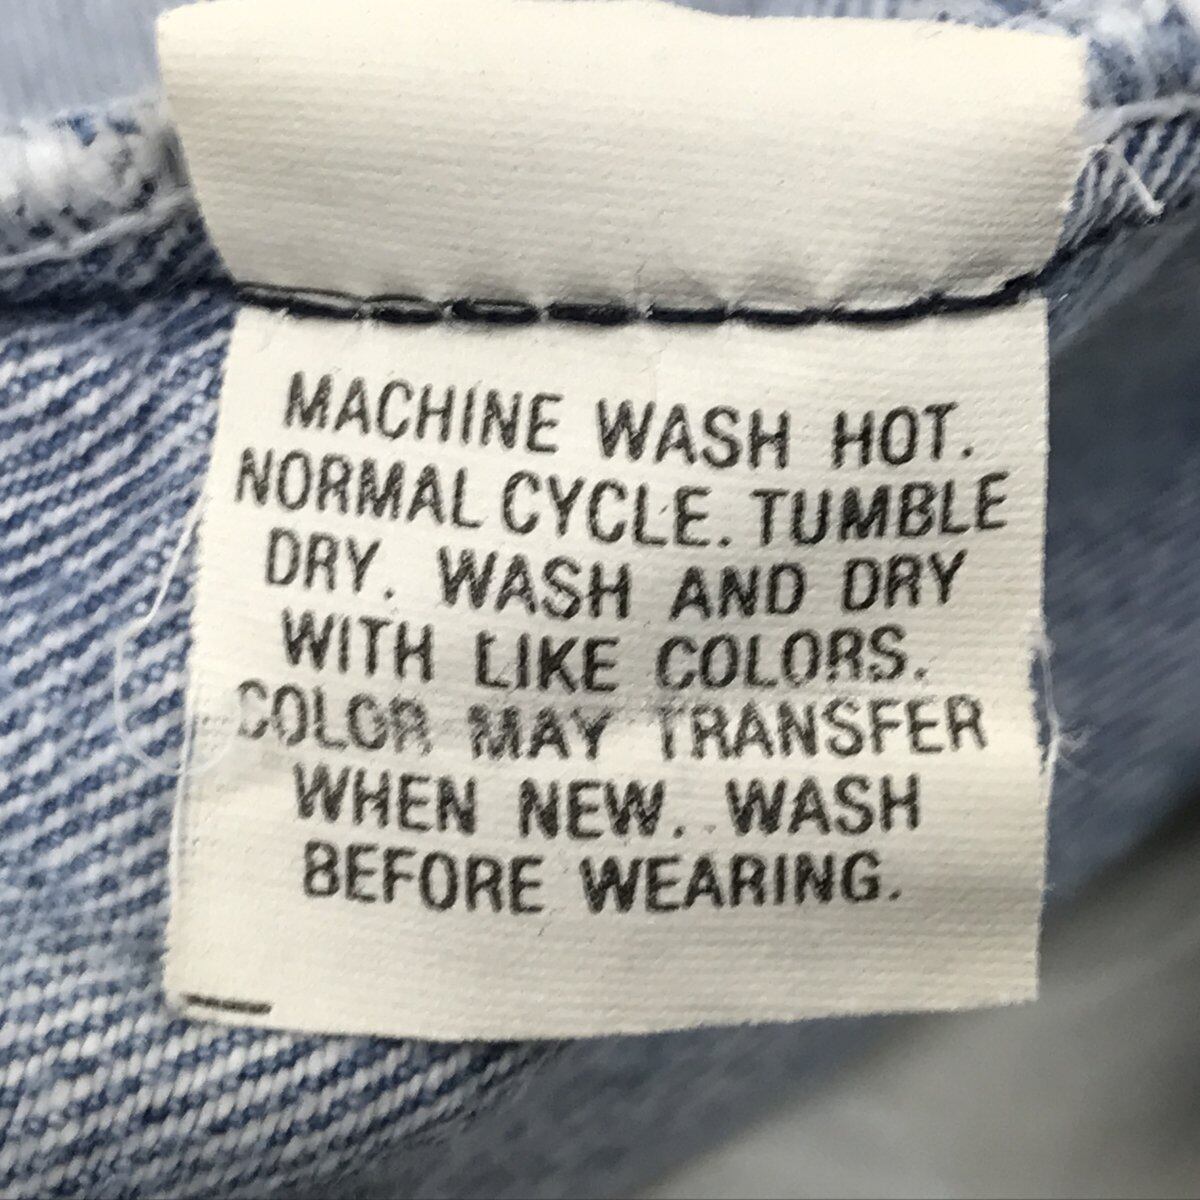 MACHINE WASH HOT.
NORMAL CYCLE. TUMBLE
DRY. WASH AND DRY
WITH LIKE COLORS.
COLOR MAY TRANSFER
WHEN NEW. WASH
BEFORE WEARING.